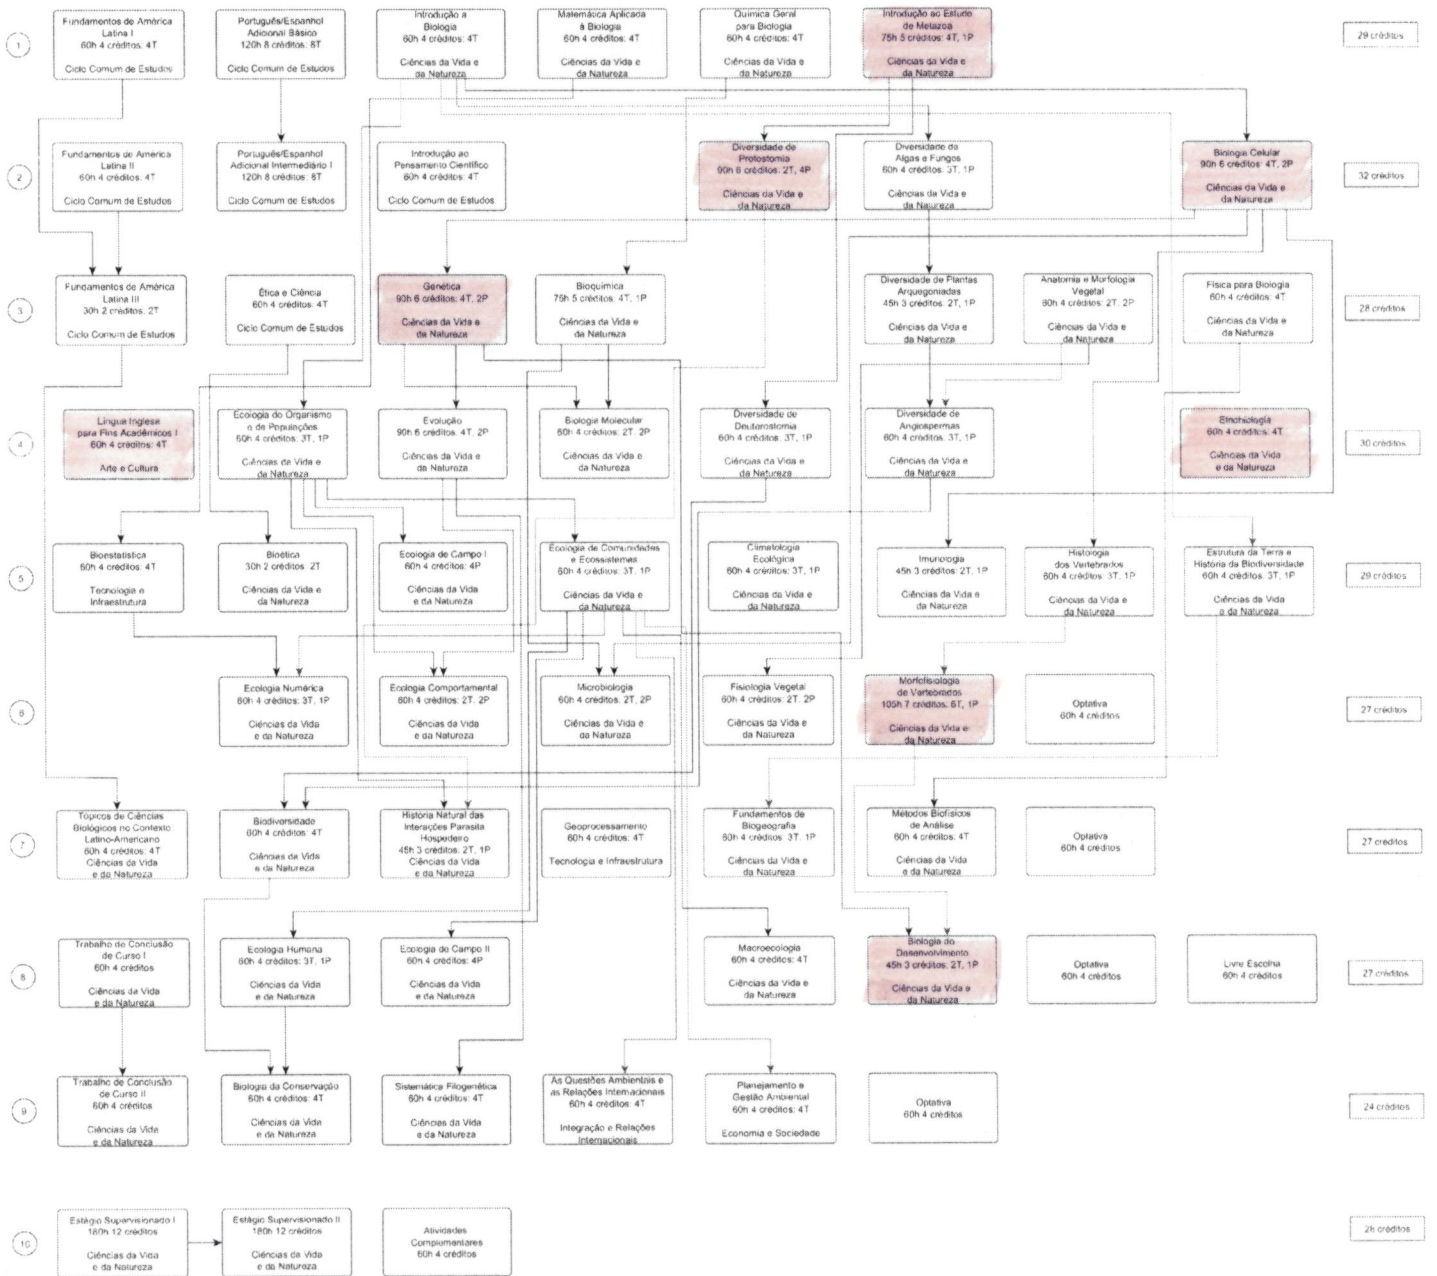 1
Fundamentos de América
Latina I
60h 4 créditos: 4T
Ciclo Comum de Estudos
Português/Espanhol
Adicional Básico
120h 8 créditos: 8T
Ciclo Comum de Estudos
Introdução a
Biologia
60h 4 créditos: 4T
Ciências da Vida e
da Natureza
Matemática Aplicada
à Biologia
60h 4 créditos: 4T
Ciências da Vida e
da Natureza
Química Geral
para Biologia
60h 4 créditos: 4T
Ciências da Vida e
da Natureza
Introdução ao Estudo
de Metazoa
75h 5 créditos: 4T, 1P
Ciências da Vida e
da Natureza
29 créditos
2
Fundamentos de América
Latina II
60h 4 créditos: 4T
Ciclo Comum de Estudos
Português/Espanhol
Adicional Intermediário I
120h 8 créditos: 8T
Ciclo Comum de Estudos
Introdução ao
Pensamento Científico
60h 4 créditos: 4T
Ciclo Comum de Estudos
Diversidade de
Protostomia
90h 6 créditos: 2T, 4P
Ciências da Vida e
da Natureza
Diversidade de
Algas e Fungos
60h 4 créditos: 3T, 1P
Ciências da Vida e
da Natureza
Biologia Celular
90h 6 créditos: 4T, 2P
Ciências da Vida e
da Natureza
32 créditos
3
Fundamentos de América
Latina III
30h 2 créditos: 2T
Ciclo Comum de Estudos
Ética e Ciência
60h 4 créditos: 4T
Ciclo Comum de Estudos
Genética
90h 6 créditos: 4T, 2P
Ciências da Vida e
da Natureza
Bioquímica
75h 5 créditos: 4T, 1P
Ciências da Vida e
da Natureza
Diversidade de Plantas
Arquegoniadas
45h 3 créditos: 2T, 1P
Ciências da Vida e
da Natureza
Anatomia e Morfologia
Vegetal
60h 4 créditos: 2T, 2P
Ciências da Vida e
da Natureza
Física para Biologia
60h 4 créditos: 4T
Ciências da Vida e
da Natureza
28 créditos
4
Língua Inglesa
para Fins Acadêmicos I
60h 4 créditos: 4T
Arte e Cultura
Ecologia do Organismo
e de Populações
60h 4 créditos: 3T, 1P
Ciências da Vida e
da Natureza
Evolução
90h 6 créditos: 4T, 2P
Ciências da Vida e
da Natureza
Biologia Molecular
60h 4 créditos: 2T, 2P
Ciências da Vida e
da Natureza
Diversidade de
Deuterostomia
60h 4 créditos: 3T, 1P
Ciências da Vida e
da Natureza
Diversidade de
Angiospermas
60h 4 créditos: 3T, 1P
Ciências da Vida e
da Natureza
Etnobiologia
60h 4 créditos: 4T
Ciências da Vida
e da Natureza
30 créditos
5
Bioestatística
60h 4 créditos: 4T
Tecnologia e
Infraestrutura
Bioética
30h 2 créditos: 2T
Ciências da Vida e
da Natureza
Ecologia de Campo I
60h 4 créditos: 4P
Ciências da Vida e
da Natureza
Ecologia de Comunidades
e Ecossistemas
60h 4 créditos: 3T, 1P
Ciências da Vida e
da Natureza
Climatologia
Ecológica
60h 4 créditos: 3T, 1P
Ciências da Vida e
da Natureza
Imunologia
45h 3 créditos: 2T, 1P
Ciências da Vida e
da Natureza
Histologia
dos Vertebrados
60h 4 créditos: 3T, 1P
Ciências da Vida e
da Natureza
Estrutura da Terra e
História da Biodiversidade
60h 4 créditos: 3T, 1P
Ciências da Vida
e da Natureza
29 créditos
6
Ecologia Numérica
60h 4 créditos: 3T, 1P
Ciências da Vida
e da Natureza
Ecologia Comportamental
60h 4 créditos: 2T, 2P
Ciências da Vida
e da Natureza
Microbiologia
60h 4 créditos: 2T, 2P
Ciências da Vida
e da Natureza
Fisiologia Vegetal
60h 4 créditos: 2T, 2P
Ciências da Vida
e da Natureza
Morfofisiologia
de Vertebrados
105h 7 créditos: 6T, 1P
Ciências da Vida e
da Natureza
Optativa
60h 4 créditos
27 créditos
7
Tópicos de Ciências
Biológicas no Contexto
Latino-Americano
60h 4 créditos: 4T
Ciências da Vida
e da Natureza
Biodiversidade
60h 4 créditos: 4T
Ciências da Vida
e da Natureza
História Natural das
Interações Parasita
Hospedeiro
45h 3 créditos: 2T, 1P
Ciências da Vida
e da Natureza
Geoprocessamento
60h 4 créditos: 4T
Tecnologia e Infraestrutura
Fundamentos de
Biogeografia
60h 4 créditos: 3T, 1P
Ciências da Vida
e da Natureza
Métodos Biofísicos
de Análise
60h 4 créditos: 4T
Ciências da Vida
e da Natureza
Optativa
60h 4 créditos
27 créditos
8
Trabalho de Conclusão
de Curso I
60h 4 créditos
Ciências da Vida
e da Natureza
Ecologia Humana
60h 4 créditos: 3T, 1P
Ciências da Vida
e da Natureza
Ecologia de Campo II
60h 4 créditos: 4P
Ciências da Vida
e da Natureza
Macroecologia
60h 4 créditos: 4T
Ciências da Vida
e da Natureza
Biologia do
Desenvolvimento
45h 3 créditos: 2T, 1P
Ciências da Vida e
da Natureza
Optativa
60h 4 créditos
Livre Escolha
60h 4 créditos
27 créditos
9
Trabalho de Conclusão
de Curso II
60h 4 créditos
Ciências da Vida
e da Natureza
Biologia da Conservação
60h 4 créditos: 4T
Ciências da Vida
e da Natureza
Sistemática Filogenética
60h 4 créditos: 4T
Ciências da Vida
e da Natureza
As Questões Ambientais e
as Relações Internacionais
60h 4 créditos: 4T
Integração e Relações
Internacionais
Planejamento e
Gestão Ambiental
60h 4 créditos: 4T
Economia e Sociedade
Optativa
60h 4 créditos
24 créditos
10
Estágio Supervisionado I
180h 12 créditos
Ciências da Vida
e da Natureza
Estágio Supervisionado II
180h 12 créditos
Ciências da Vida
e da Natureza
Atividades
Complementares
60h 4 créditos
28 créditos